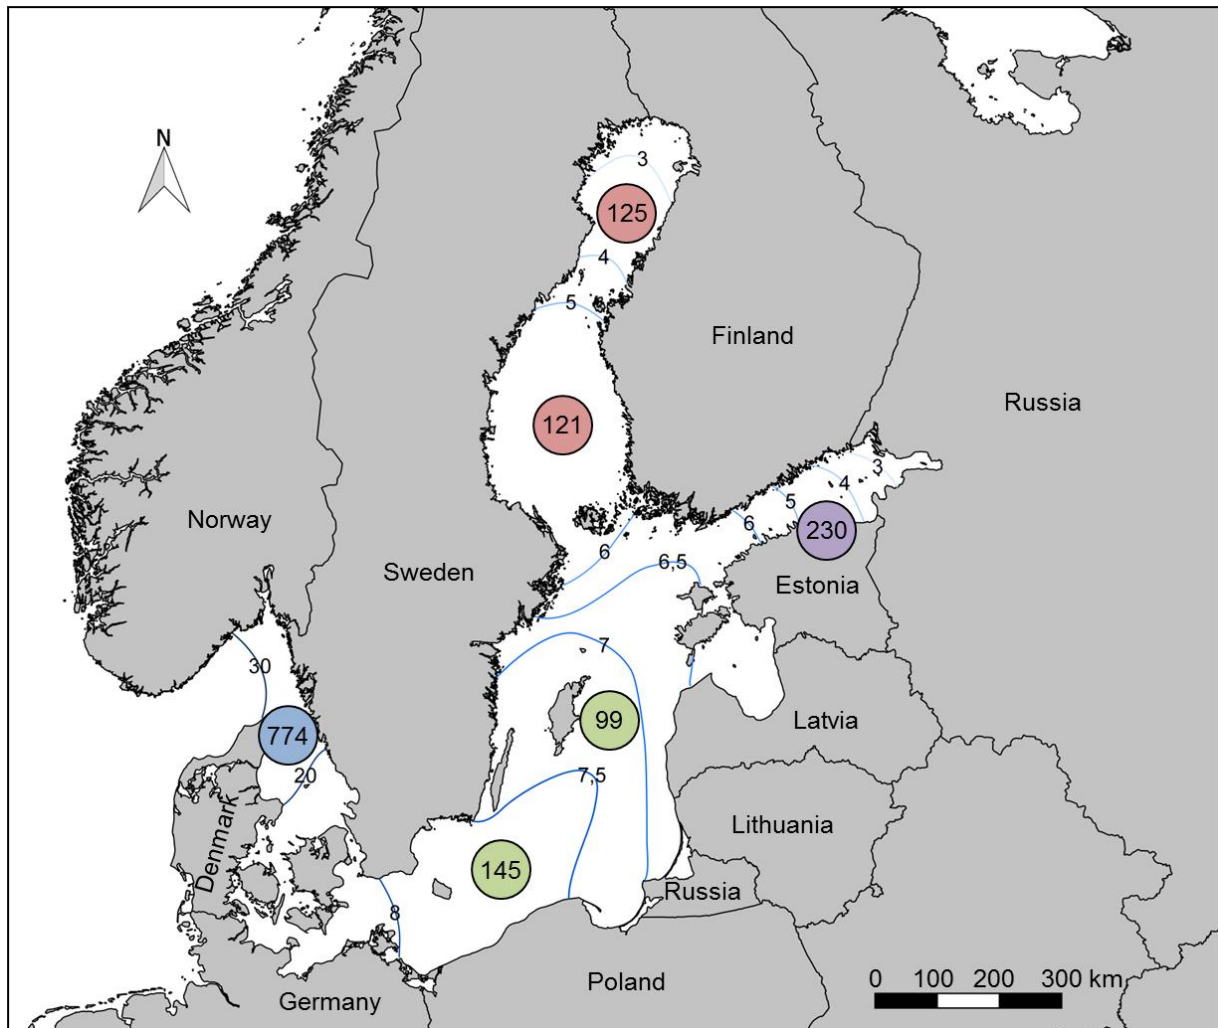 N
3
125
4
5
Finland
Russia
121
3
4
5
6
230
Norway
6
6,5
Sweden
Estonia
7
30
774
99
Latvia
20
7,5
Denmark
Lithuania
145
Russia
8
Poland
Germany
0 100 200 300 km